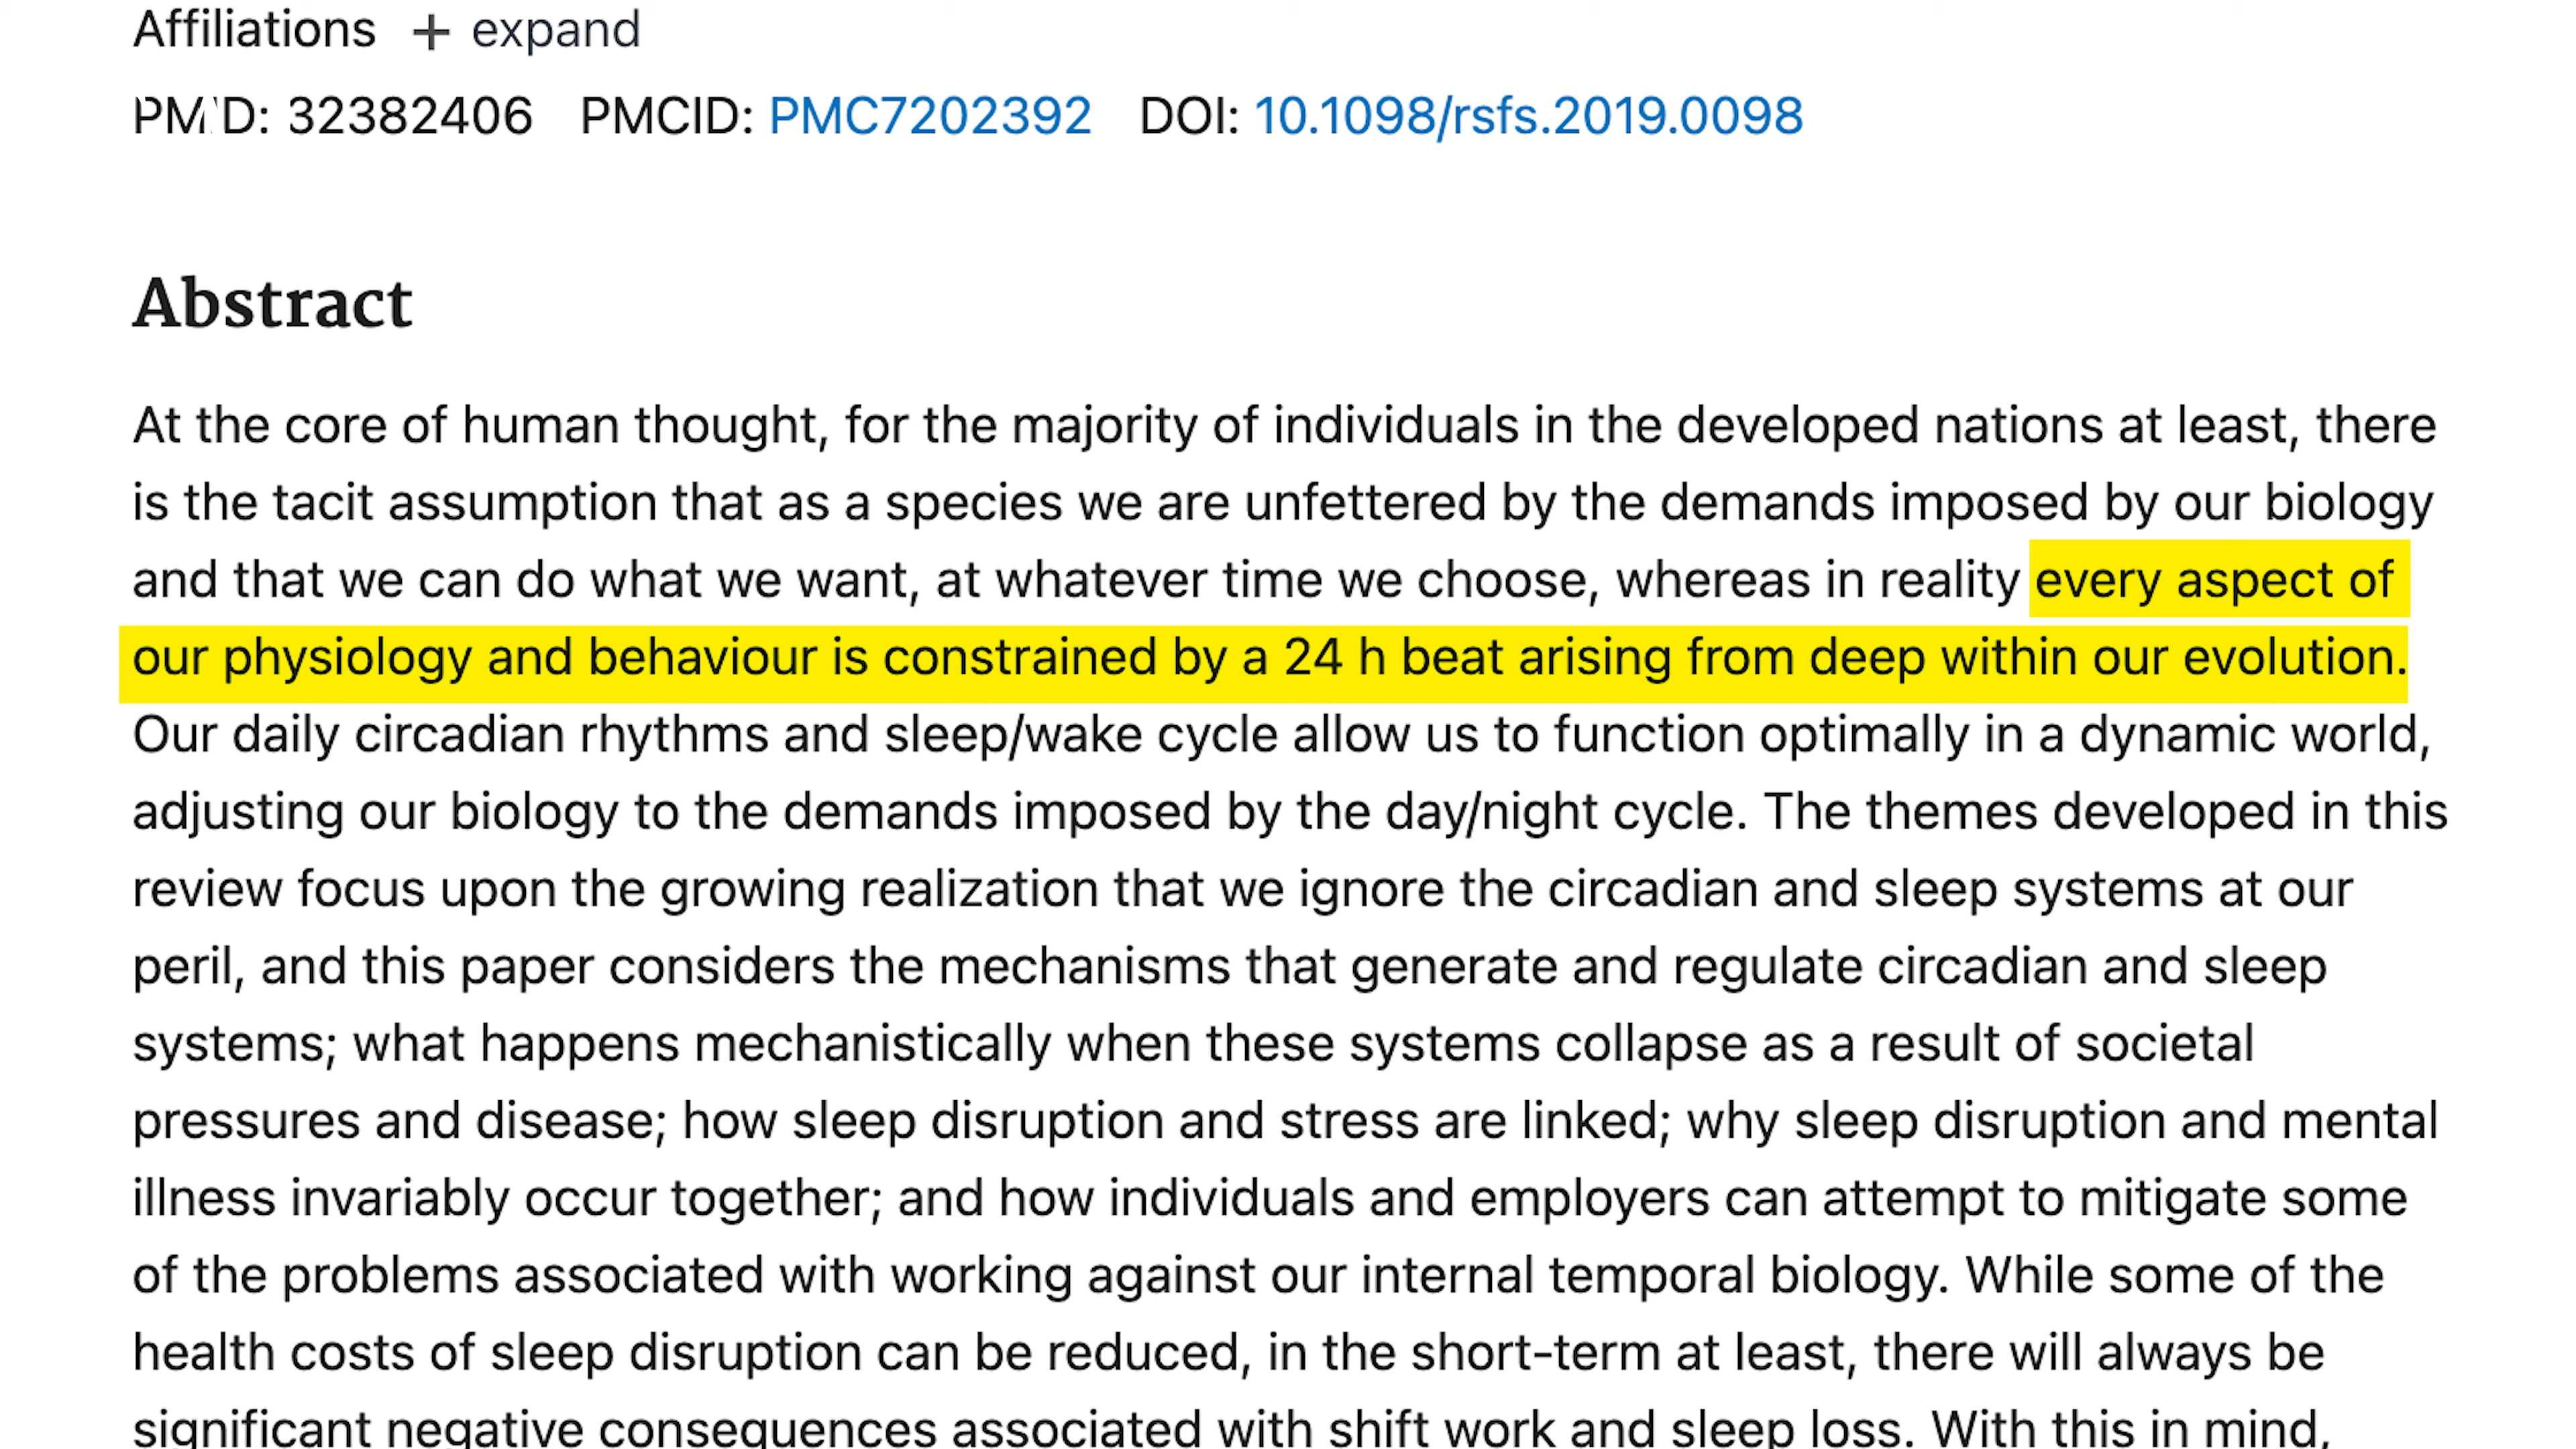 Affiliations + expand
PMID: 32382406 PMCID: PMC7202392 DOI: 10.1098/rsfs.2019.0098
Abstract
At the core of human thought, for the majority of individuals in the developed nations at least, there
is the tacit assumption that as a species we are unfettered by the demands imposed by our biology
and that we can do what we want, at whatever time we choose, whereas in reality every aspect of
our physiology and behaviour is constrained by a 24 h beat arising from deep within our evolution.
Our daily circadian rhythms and sleep/wake cycle allow us to function optimally in a dynamic world,
adjusting our biology to the demands imposed by the day/night cycle. The themes developed in this
review focus upon the growing realization that we ignore the circadian and sleep systems at our
peril, and this paper considers the mechanisms that generate and regulate circadian and sleep
systems; what happens mechanistically when these systems collapse as a result of societal
pressures and disease; how sleep disruption and stress are linked; why sleep disruption and mental
illness invariably occur together; and how individuals and employers can attempt to mitigate some
of the problems associated with working against our internal temporal biology. While some of the
health costs of sleep disruption can be reduced, in the short-term at least, there will always be
significant negative consequences associated with shift work and sleep loss. With this in mind,